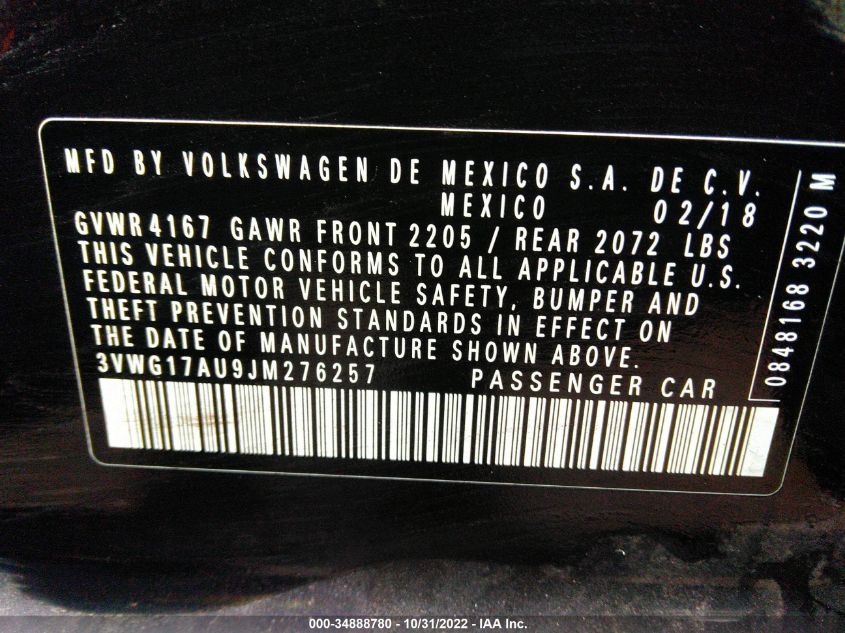 MFD BY VOLKSWAGEN DE MEXICO S.A. DE C.V.
MEXICO 02/18
GVWR 4167 GAWR FRONT 2205 / REAR 2072 LBS
THIS VEHICLE CONFORMS TO ALL APPLICABLE U.S.
FEDERAL MOTOR VEHICLE SAFETY, BUMPER AND
THEFT PREVENTION STANDARDS IN EFFECT ON
THE DATE OF MANUFACTURE SHOWN ABOVE.
3VWG17AU9JM276257 PASSENGER CAR
0848168 3220 M
000-34888780 - 10/31/2022 - IAA Inc.